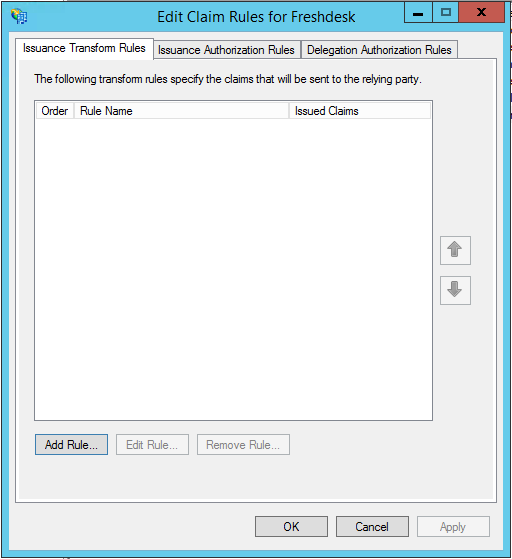 Edit Claim Rules for Freshdesk
Issuance Transform Rules Issuance Authorization Rules Delegation Authorization Rules
The following transform rules specify the claims that will be sent to the relying party.
Order Rule Name Issued Claims
Add Rule... Edit Rule... Remove Rule...
OK Cancel Apply